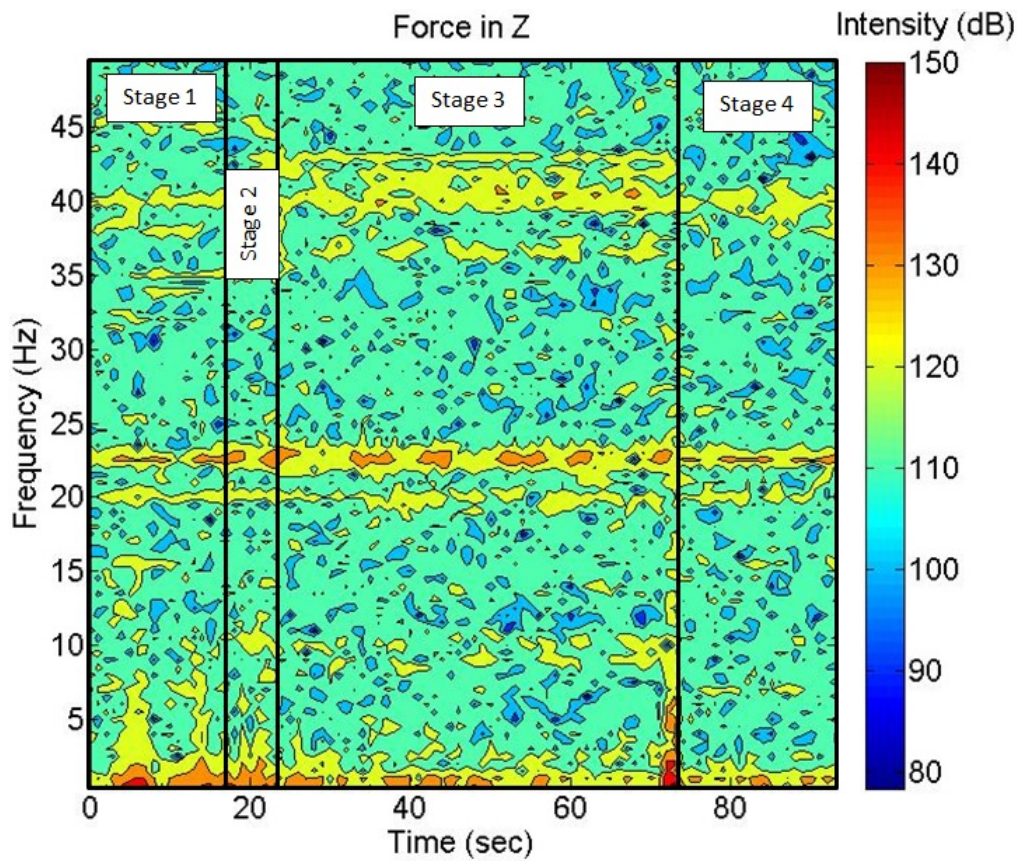 Force in Z
Intensity (dB)
Stage 1
Stage 2
Stage 3
Stage 4
Frequency (Hz)
45
40
35
30
25
20
15
10
5
0
20
40
60
80
Time (sec)
150
140
130
120
110
100
90
80